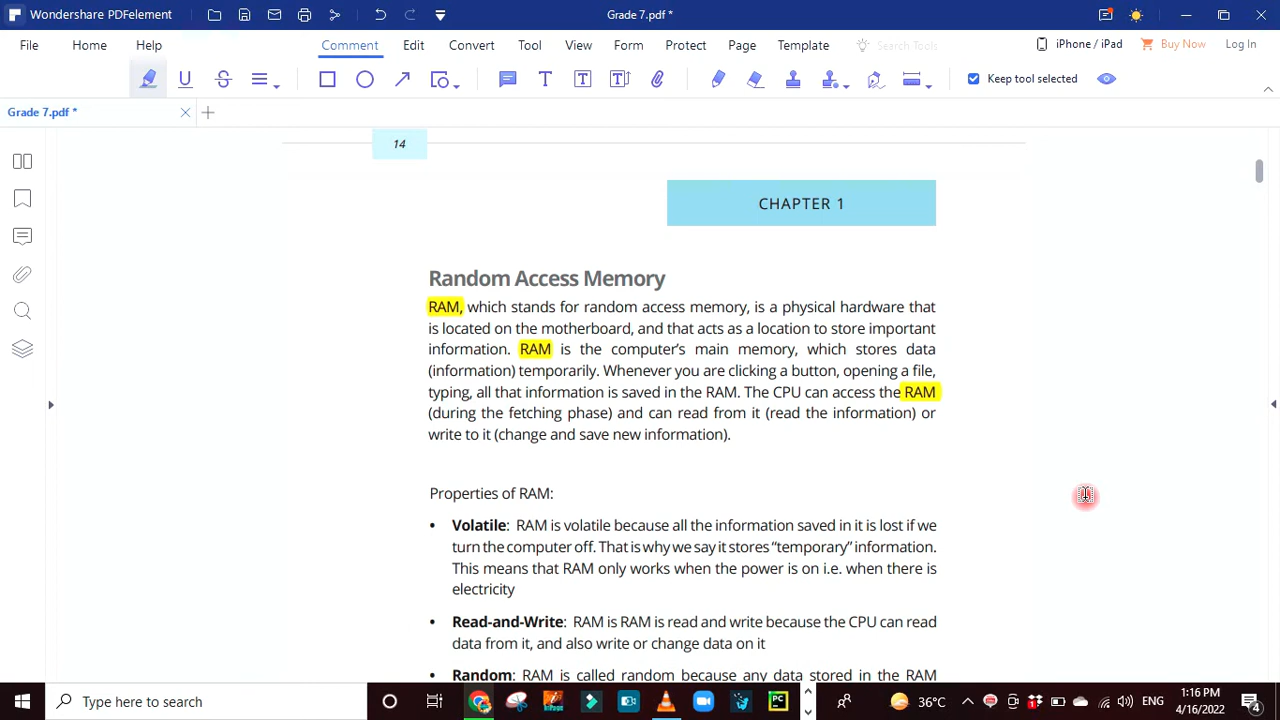 Wondershare PDFelement
Grade 7.pdf *
File Home Help Comment Edit Convert Tool View Form Protect Page Template Search Tools iPhone / iPad Buy Now Log In
Keep tool selected
Grade 7.pdf *
14
CHAPTER 1
Random Access Memory
RAM, which stands for random access memory, is a physical hardware that
is located on the motherboard, and that acts as a location to store important
information. RAM is the computer's main memory, which stores data
(information) temporarily. Whenever you are clicking a button, opening a file,
typing, all that information is saved in the RAM. The CPU can access the RAM
(during the fetching phase) and can read from it (read the information) or
write to it (change and save new information).
Properties of RAM:
• Volatile: RAM is volatile because all the information saved in it is lost if we
turn the computer off. That is why we say it stores “temporary” information.
This means that RAM only works when the power is on i.e. when there is
electricity
• Read-and-Write: RAM is RAM is read and write because the CPU can read
data from it, and also write or change data on it
• Random: RAM is called random because any data stored in the RAM
Type here to search
36°C
ENG
1:16 PM
4/16/2022
4